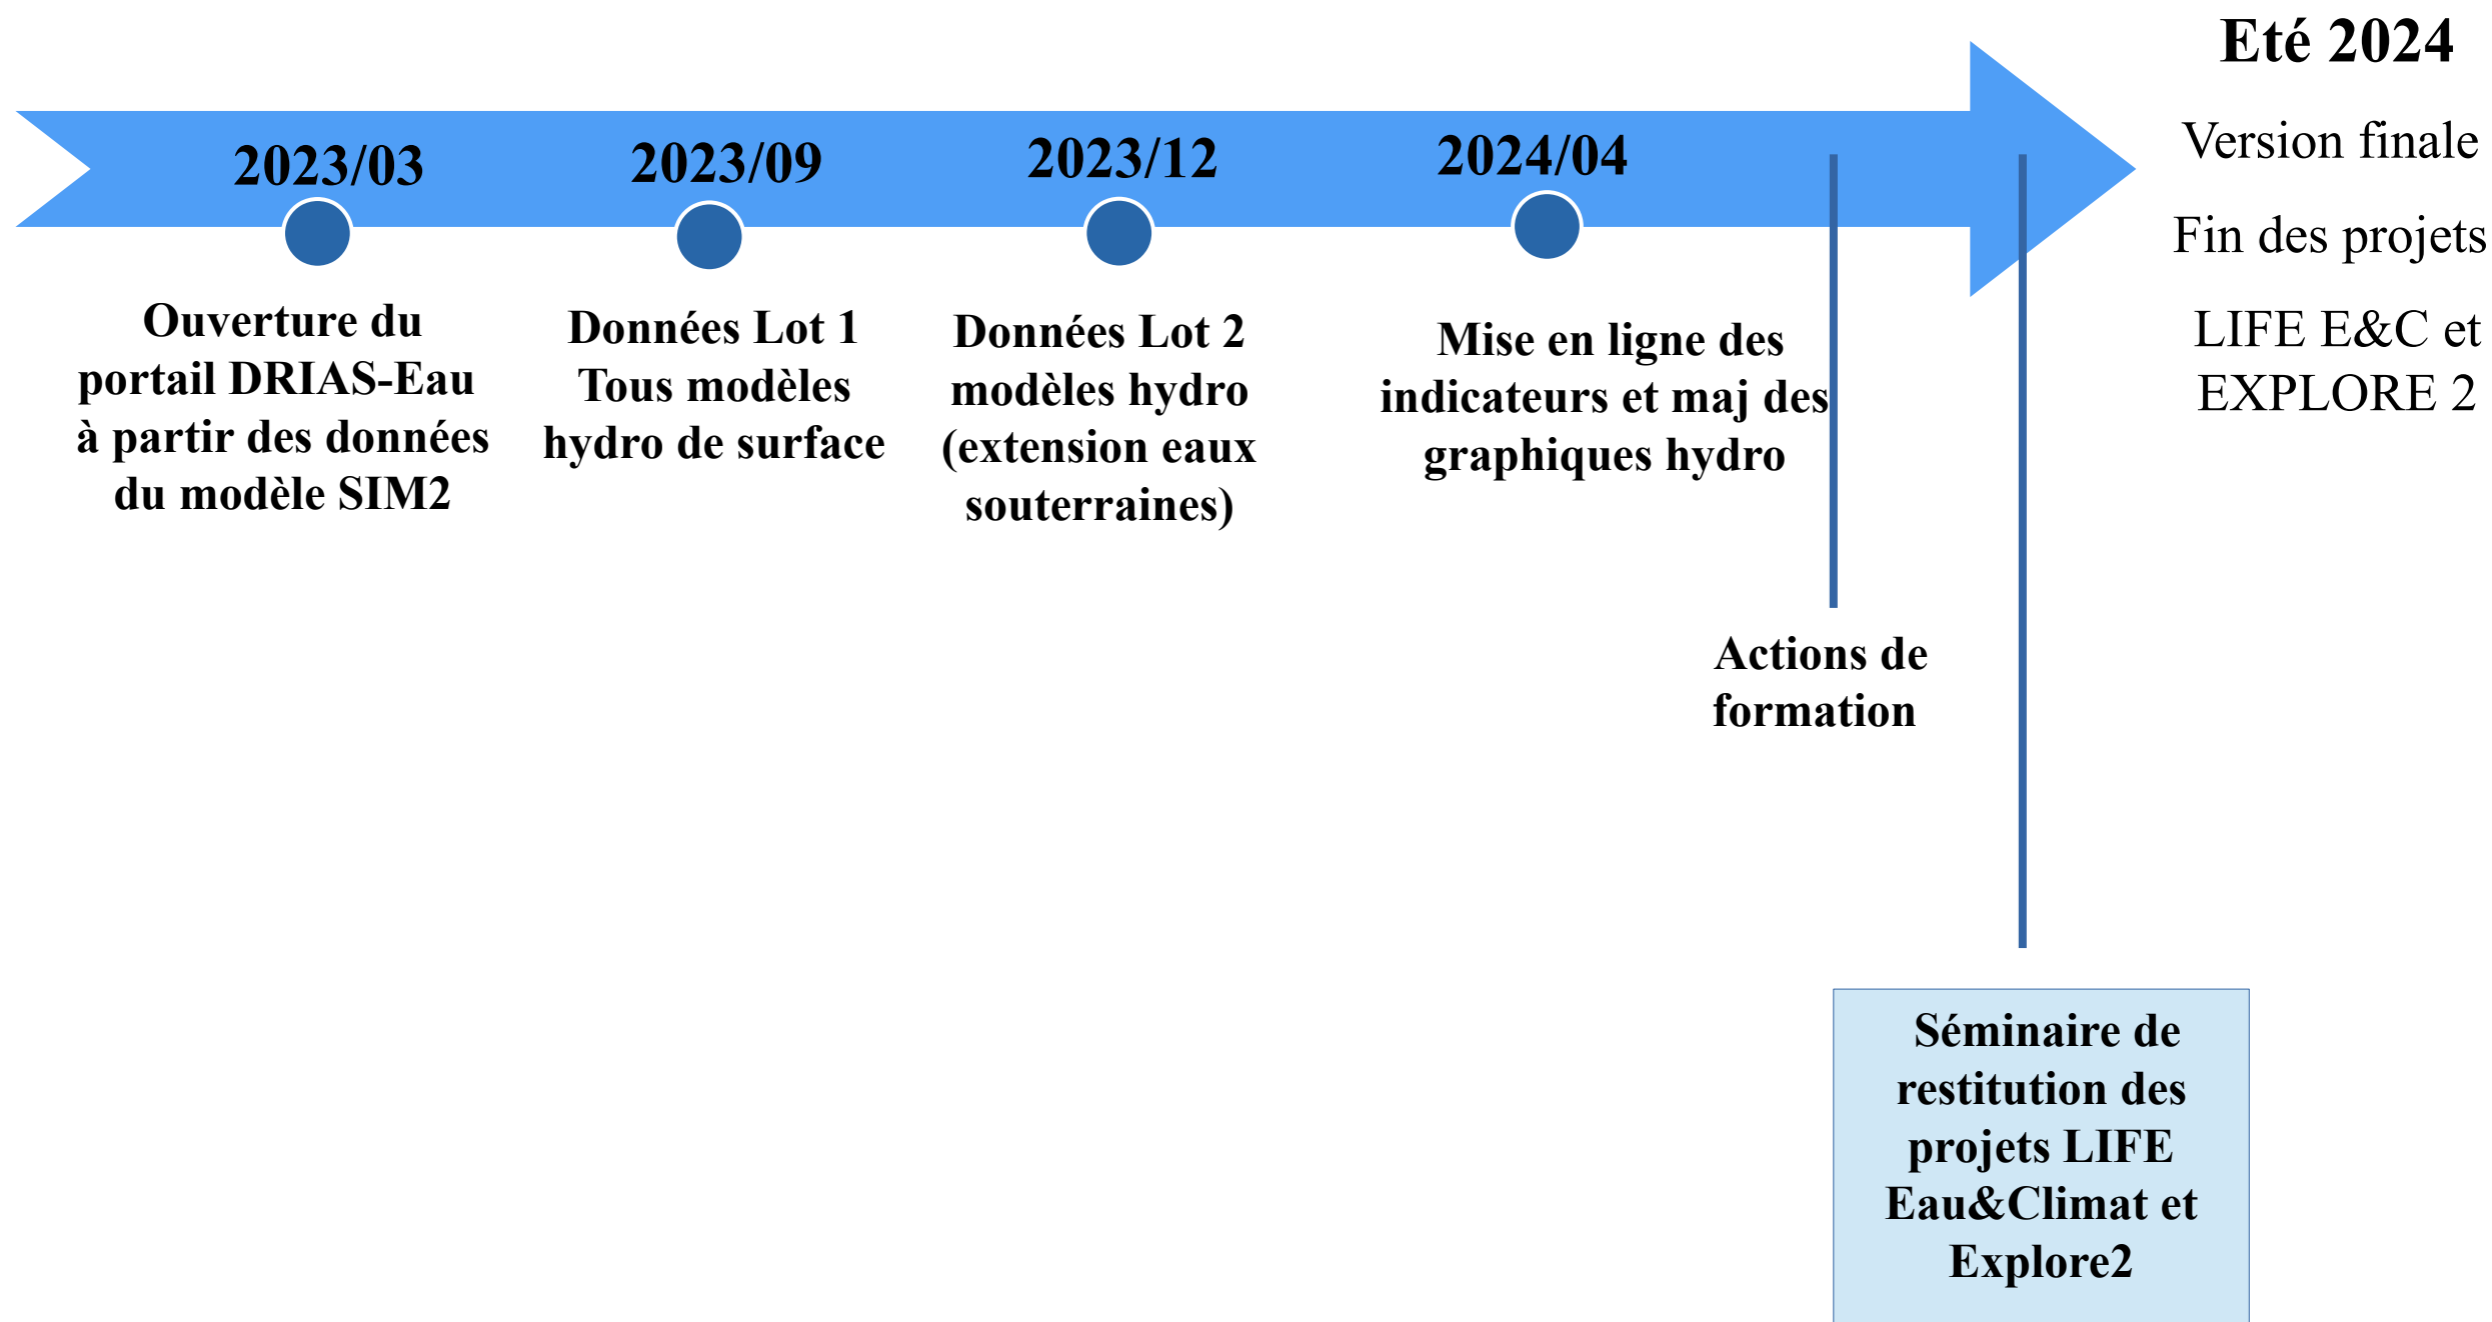 2023/03
Ouverture du
portail DRIAS-Eau
à partir des données
du modèle SIM2
2023/09
Données Lot 1
Tous modèles
hydro de surface
2023/12
Données Lot 2
modèles hydro
(extension eaux
souterraines)
2024/04
Mise en ligne des
indicateurs et maj des
graphiques hydro
Actions de
formation
Séminaire de
restitution des
projets LIFE
Eau&Climat et
Explore2
Eté 2024
Version finale
Fin des projets
LIFE E&C et
EXPLORE 2